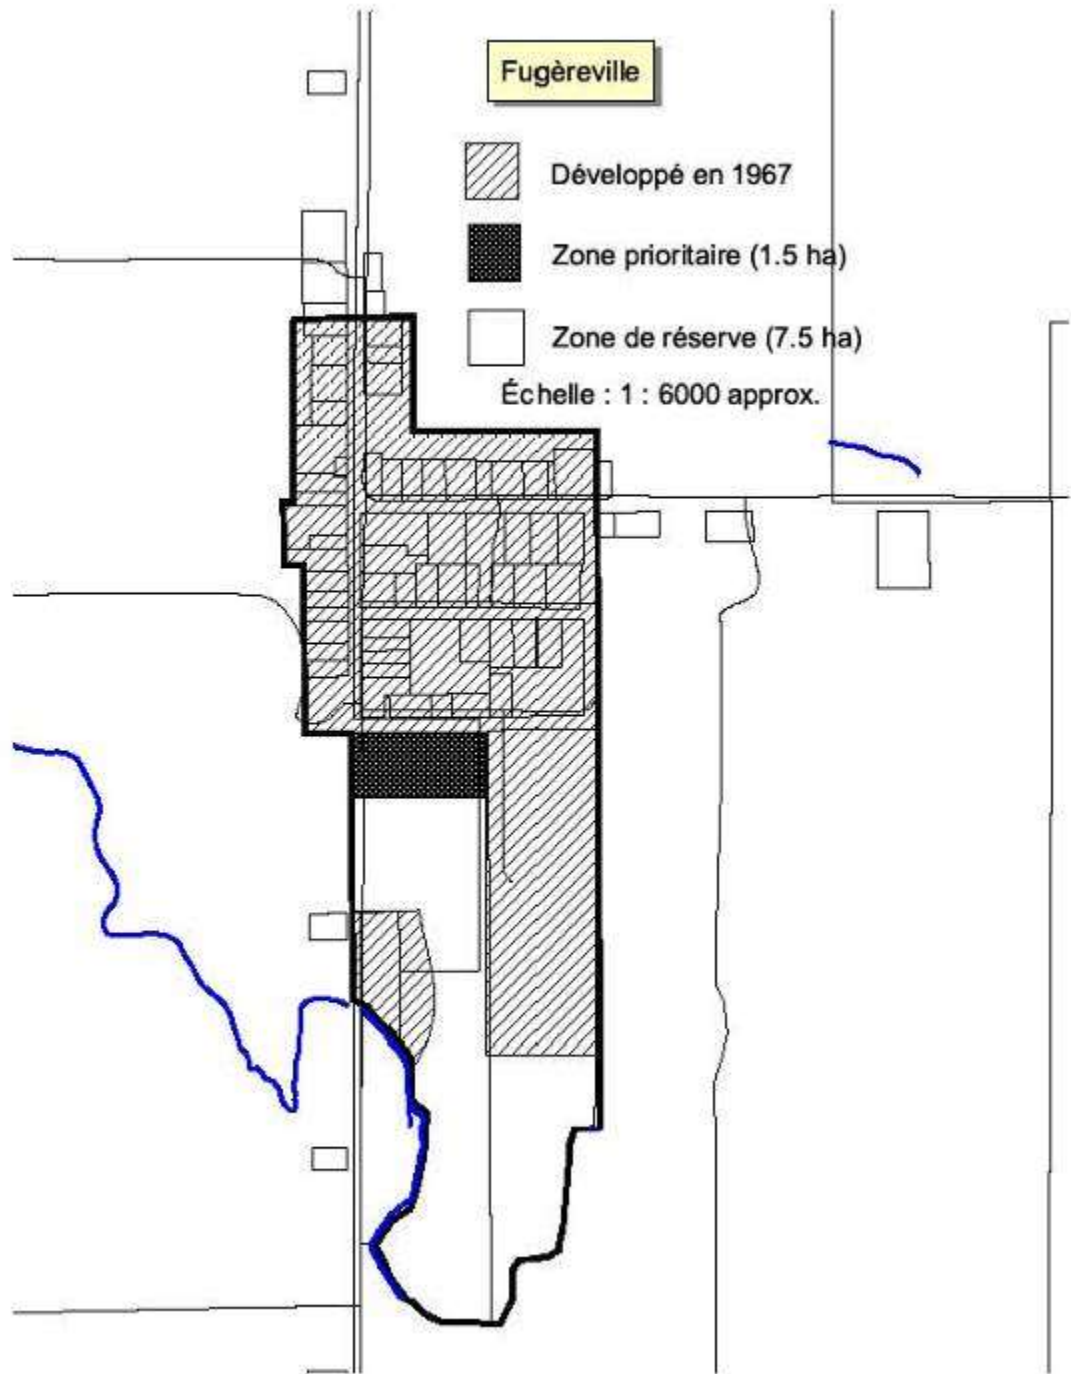 Fugèreville
Développé en 1967
Zone prioritaire (1.5 ha)
Zone de réserve (7.5 ha)
Échelle : 1 : 6000 approx.